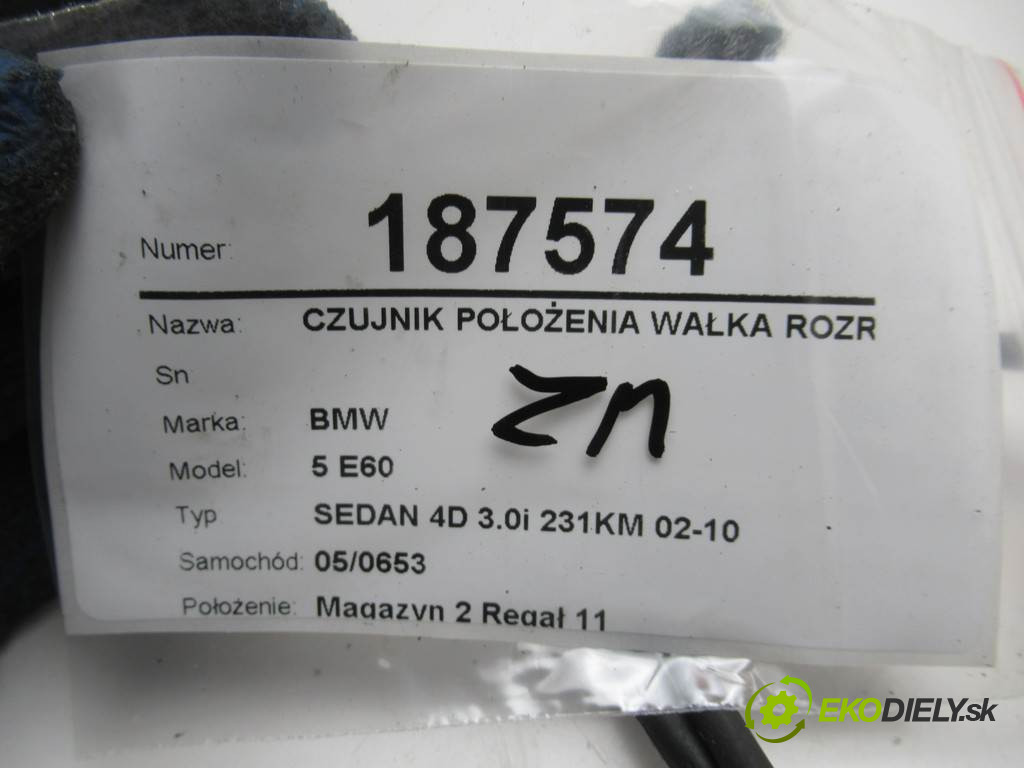 Numer: 187574
Nazwa: CZUJNIK POŁOŻENIA WAŁKA ROZR
Sn
Marka: BMW
Model: 5 E60
Typ SEDAN 4D 3.0i 231KM 02-10
Samochód: 05/0653
Położenie: Magazyn 2 Regał 11
EKODIELY.sk